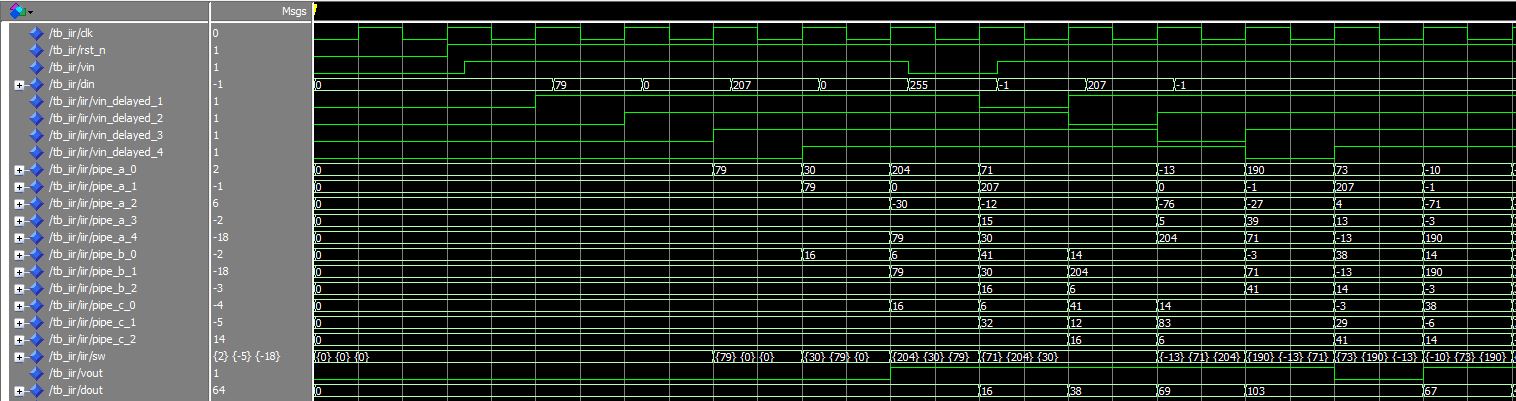 Msgs
/tb_iir/clk 0
/tb_iir/rst_n 1
/tb_iir/vin 1
/tb_iir/din -1 0 79 0 207 0 255 -1 207 -1
/tb_iir/iir/vin_delayed_1 1
/tb_iir/iir/vin_delayed_2 1
/tb_iir/iir/vin_delayed_3 1
/tb_iir/iir/vin_delayed_4 1
/tb_iir/iir/pipe_a_0 2 0 79 30 204 71 -13 190 73 -10
/tb_iir/iir/pipe_a_1 -1 0 79 0 207 0 -1 207 -1
/tb_iir/iir/pipe_a_2 6 0 -30 -12 -76 -27 4 -71
/tb_iir/iir/pipe_a_3 -2 0 15 5 39 13 -3
/tb_iir/iir/pipe_a_4 -18 0 79 30 204 71 -13 190
/tb_iir/iir/pipe_b_0 -2 0 16 6 41 14 -3 38 14
/tb_iir/iir/pipe_b_1 -18 0 79 30 204 71 -13 190
/tb_iir/iir/pipe_b_2 -3 0 16 6 41 14 -3
/tb_iir/iir/pipe_c_0 -4 0 16 6 41 14 -3 38
/tb_iir/iir/pipe_c_1 -5 0 32 12 83 29 -6
/tb_iir/iir/pipe_c_2 14 0 16 6 41 14
/tb_iir/iir/sw {2} {-5} {-18} {0} {0} {0} {79} {0} {0} {30} {79} {0} {204} {30} {79} {71} {204} {30} {-13} {71} {204} {190} {-13} {71} {73} {190} {-13} {-10} {73} {190}
/tb_iir/vout 1
/tb_iir/dout 64 0 16 38 69 103 67